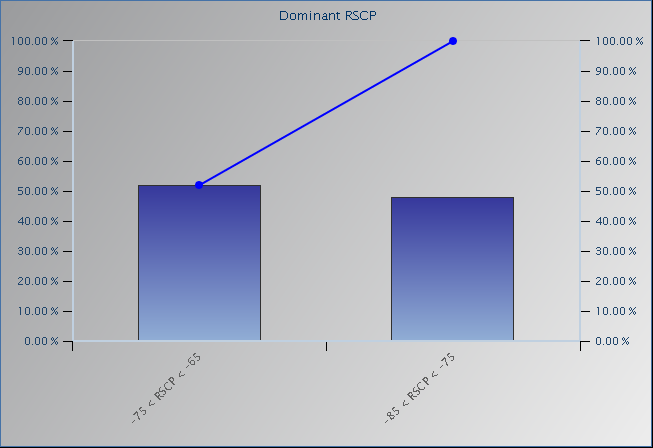 Dominant RSCP
100.00 % 100.00 %
90.00 % 90.00 %
80.00 % 80.00 %
70.00 % 70.00 %
60.00 % 60.00 %
50.00 % 50.00 %
40.00 % 40.00 %
30.00 % 30.00 %
20.00 % 20.00 %
10.00 % 10.00 %
0.00 % 0.00 %
-75 < RSCP < -65
-85 < RSCP < -75